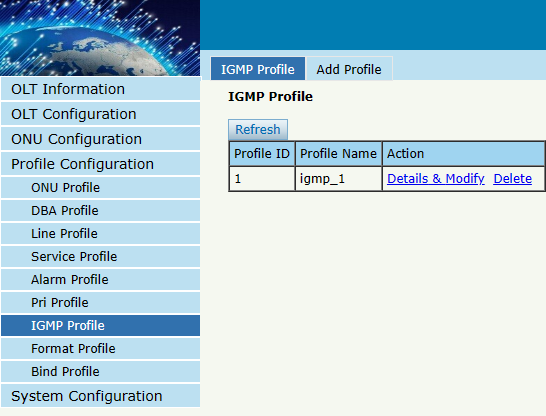 IGMP Profile Add Profile
OLT Information
OLT Configuration
ONU Configuration
Profile Configuration
ONU Profile
DBA Profile
Line Profile
Service Profile
Alarm Profile
Pri Profile
IGMP Profile
Format Profile
Bind Profile
System Configuration
IGMP Profile
Refresh
Profile ID Profile Name Action
1 igmp_1 Details & Modify Delete